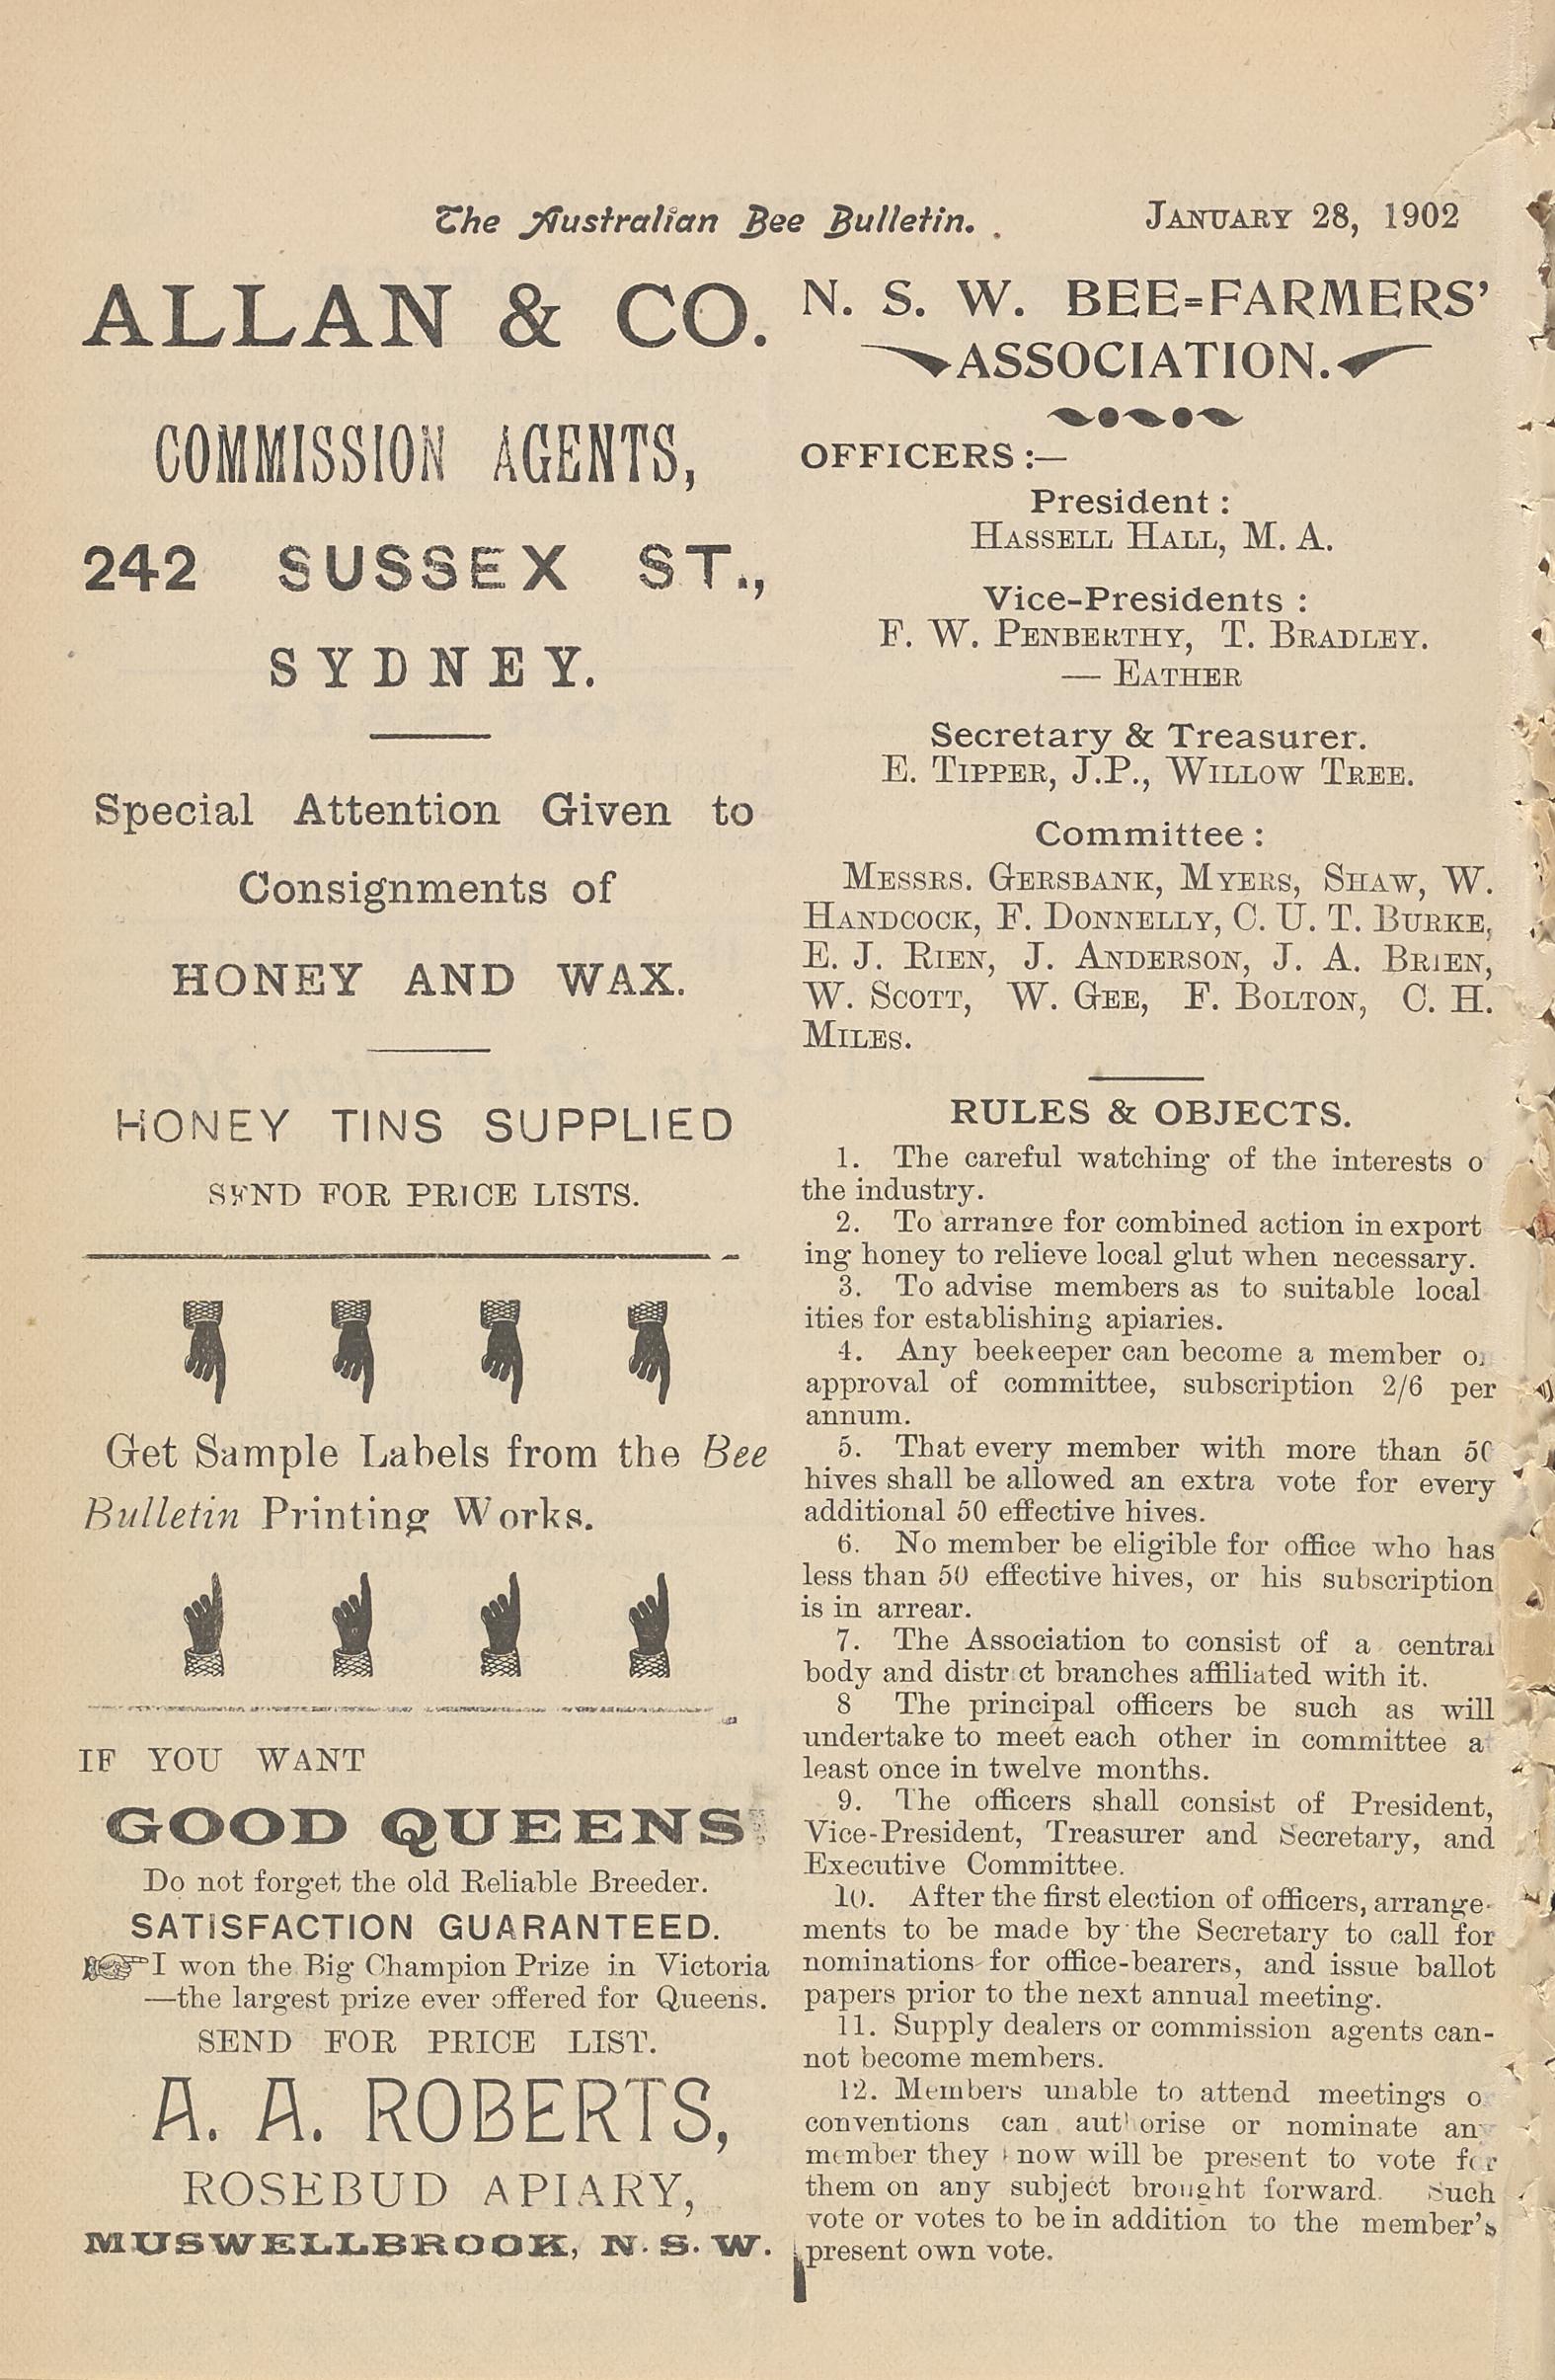 The Australian Bee Bulletin. JANUARY 28, 1902
ALLAN & CO.
COMMISSION AGENTS,
242 SUSSEX ST.,
SYDNEY.
Special Attention Given to
Consignments of
HONEY AND WAX.
HONEY TINS SUPPLIED
SEND FOR PRICE LISTS.
Get Sample Labels from the Bee
Bulletin Printing Works.
IF YOU WANT
GOOD QUEENS
Do not forget the old Reliable Breeder.
SATISFACTION GUARANTEED.
I won the Big Champion Prize in Victoria
—the largest prize ever offered for Queens.
SEND FOR PRICE LIST.
A. A. ROBERTS,
ROSEBUD APIARY,
MUSWELLBROOK, N. S. W.
N. S. W. BEE=FARMERS'
ASSOCIATION.
OFFICERS :—
President :
HASSELL HALL, M. A.
Vice-Presidents :
F. W. PENBERTHY, T. BRADLEY.
— EATHER
Secretary & Treasurer.
E. TIPPER, J.P., WILLOW TREE.
Committee :
MESSRS. GERSBANK, MYERS, SHAW, W.
HANDCOCK, F. DONNELLY, C. U. T. BURKE,
E. J. RIEN, J. ANDERSON, J. A. BRIEN,
W. SCOTT, W. GEE, F. BOLTON, C. H.
MILES.
RULES & OBJECTS.
1. The careful watching of the interests o
the industry.
2. To arrange for combined action in export
ing honey to relieve local glut when necessary.
3. To advise members as to suitable local
ities for establishing apiaries.
4. Any beekeeper can become a member o
approval of committee, subscription 2/6 per
annum.
5. That every member with more than 50
hives shall be allowed an extra vote for every
additional 50 effective hives.
6. No member be eligible for office who has
less than 50 effective hives, or his subscription
is in arrear.
7. The Association to consist of a central
body and district branches affiliated with it.
8 The principal officers be such as will
undertake to meet each other in committee a
least once in twelve months.
9. The officers shall consist of President,
Vice-President, Treasurer and Secretary, and
Executive Committee.
10. After the first election of officers, arrange-
ments to be made by the Secretary to call for
nominations for office-bearers, and issue ballot
papers prior to the next annual meeting.
11. Supply dealers or commission agents can-
not become members.
12. Members unable to attend meetings o
conventions can authorise or nominate any
member they know will be present to vote for
them on any subject brought forward. Such
vote or votes to be in addition to the member's
present own vote.